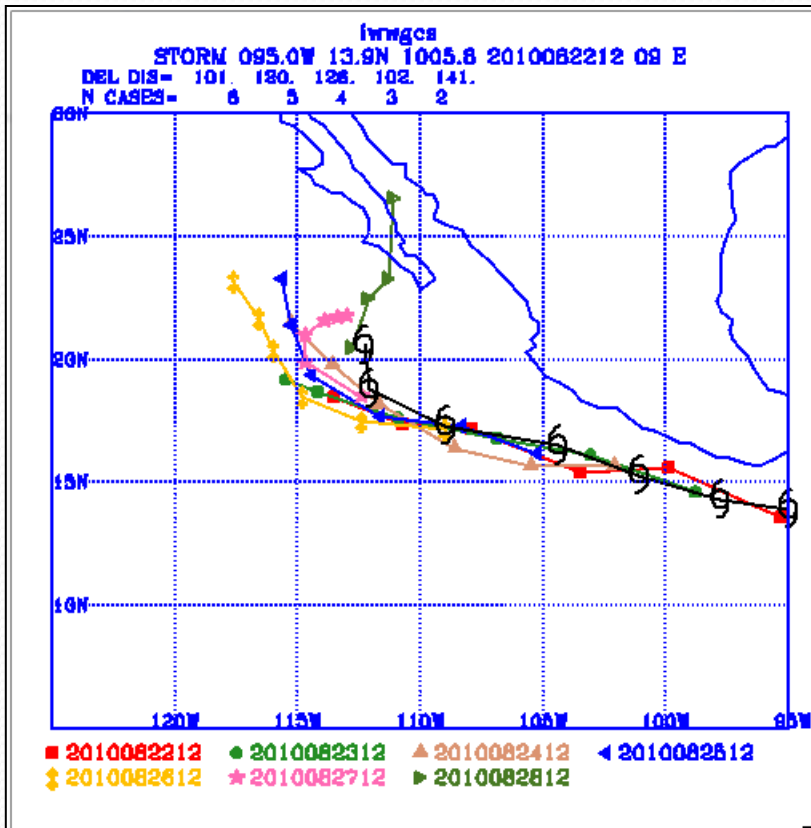 iwwgcs
STORM 095.0W 13.9N 1005.8 2010082212 09 E
DEL DIS= 101. 120. 126. 102. 141.
N CASES= 6 5 4 3 2
30N
25N
20N
15N
10N
120W 115W 110W 105W 100W 95W
2010082212 2010082312 2010082412 2010082512
2010082612 2010082712 2010082812